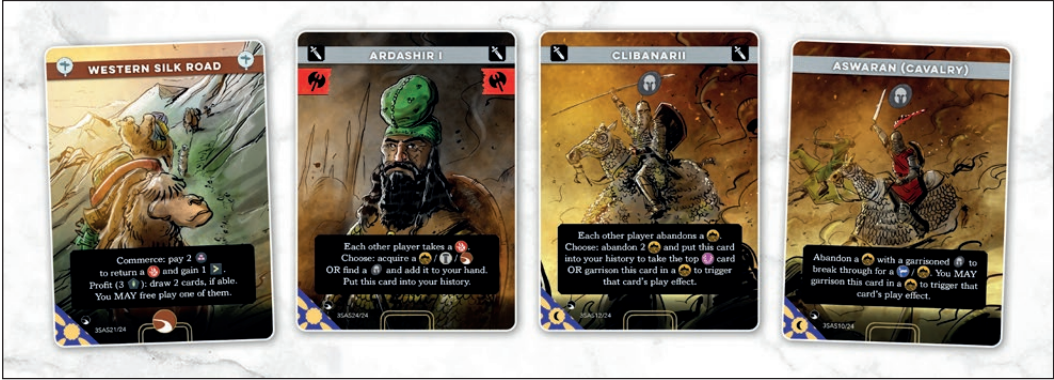 WESTERN SILK ROAD
Commerce: pay 2
to return a and gain 1 .
Profit (3 ): draw 2 cards, if able.
You MAY free play one of them.
3SAS21/24
ARDASHIR I
Each other player takes a .
Choose: acquire a / /
OR find a and add it to your hand.
Put this card into your history.
3SAS24/24
CLIBANARII
Each other player abandons a .
Choose: abandon 2 and put this card
into your history to take the top card
OR garrison this card in a to trigger
that card's play effect.
3SAS12/24
ASWARAN (CAVALRY)
Abandon a with a garrisoned to
break through for a / . You MAY
garrison this card in a to trigger that
card's play effect.
3SAS10/24